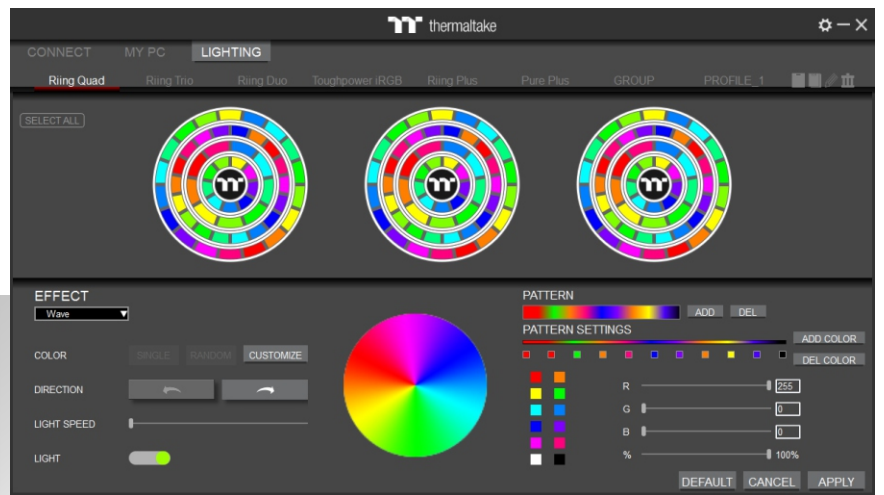 thermaltake
CONNECT MY PC LIGHTING
Riing Quad Riing Trio Riing Duo Toughpower iRGB Riing Plus Pure Plus GROUP PROFILE_1
SELECT ALL
EFFECT
Wave
COLOR SINGLE RANDOM CUSTOMIZE
DIRECTION
LIGHT SPEED
LIGHT
PATTERN
ADD DEL
PATTERN SETTINGS
ADD COLOR
DEL COLOR
R 255
G 0
B 0
% 100%
DEFAULT CANCEL APPLY